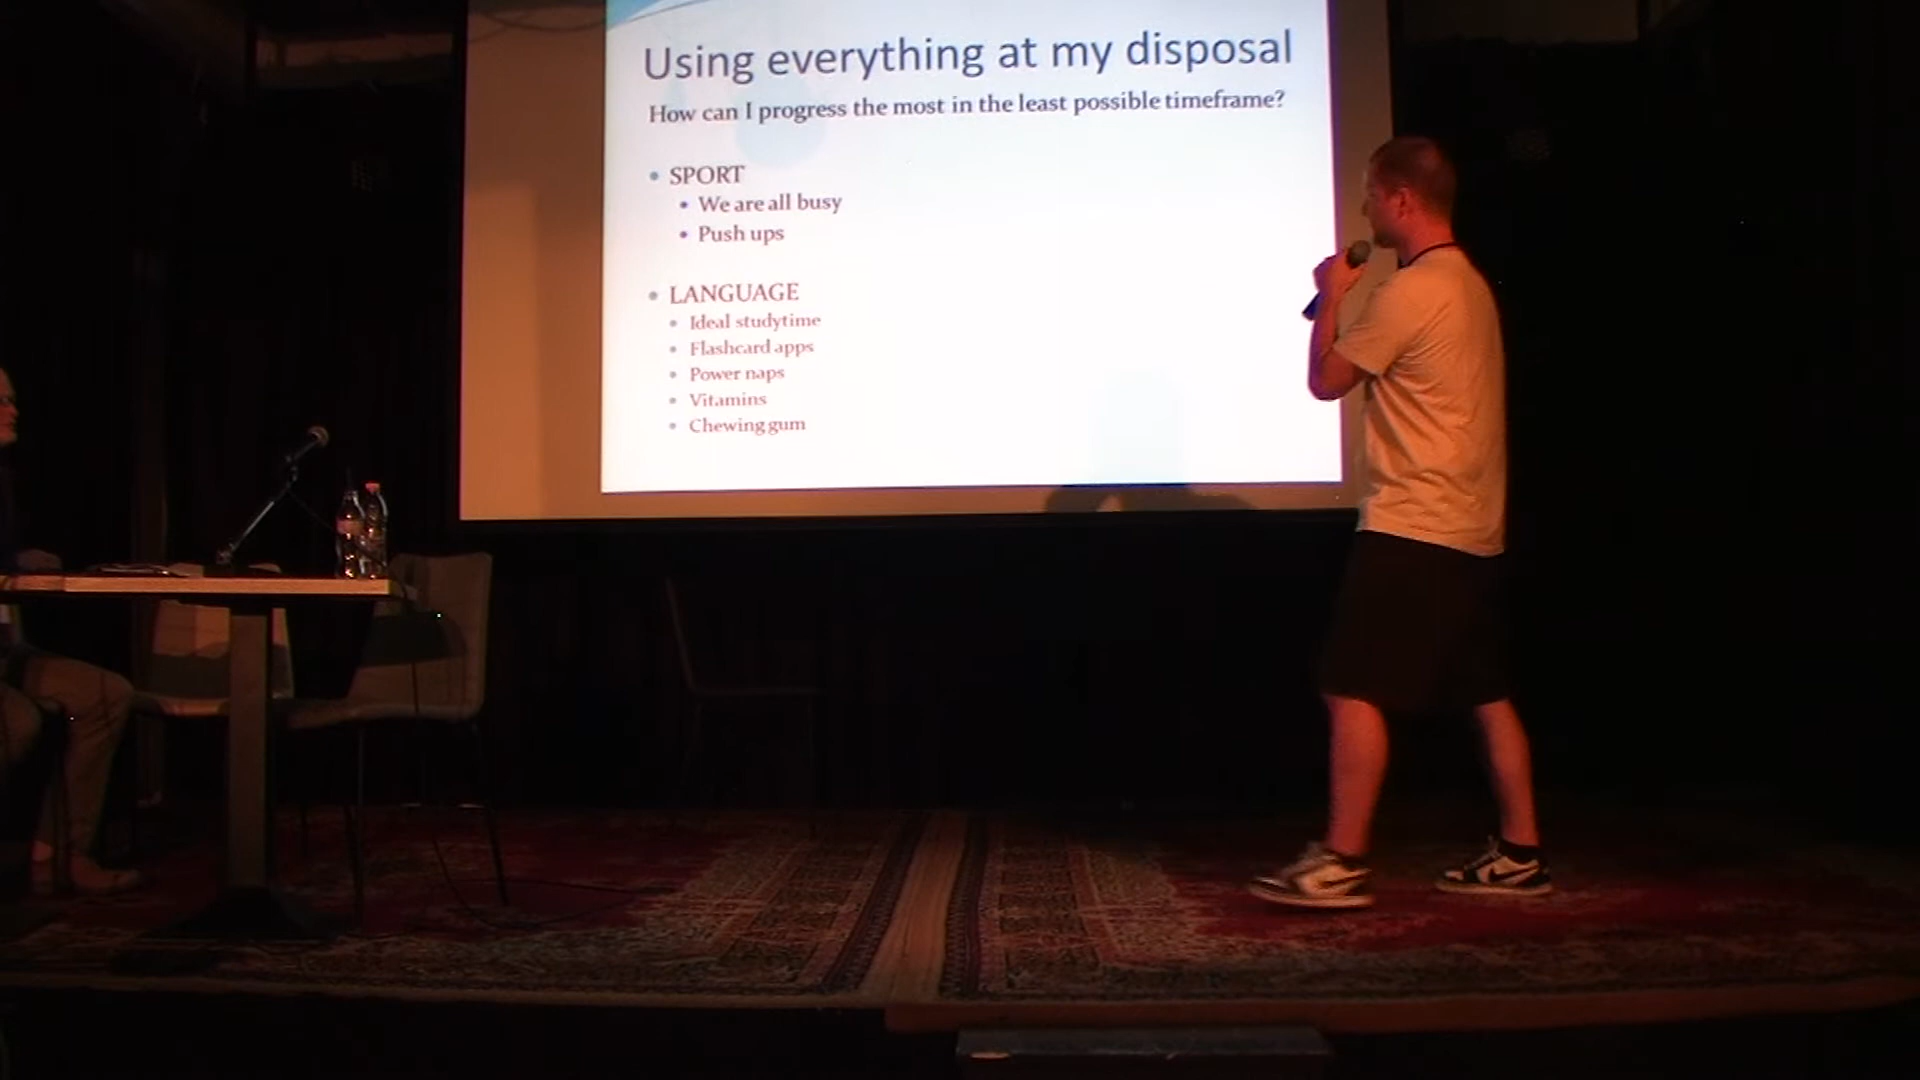 Using everything at my disposal
How can I progress the most in the least possible timeframe?
• SPORT
• We are all busy
• Push ups
• LANGUAGE
• Ideal studytime
• Flashcard apps
• Power naps
• Vitamins
• Chewing gum